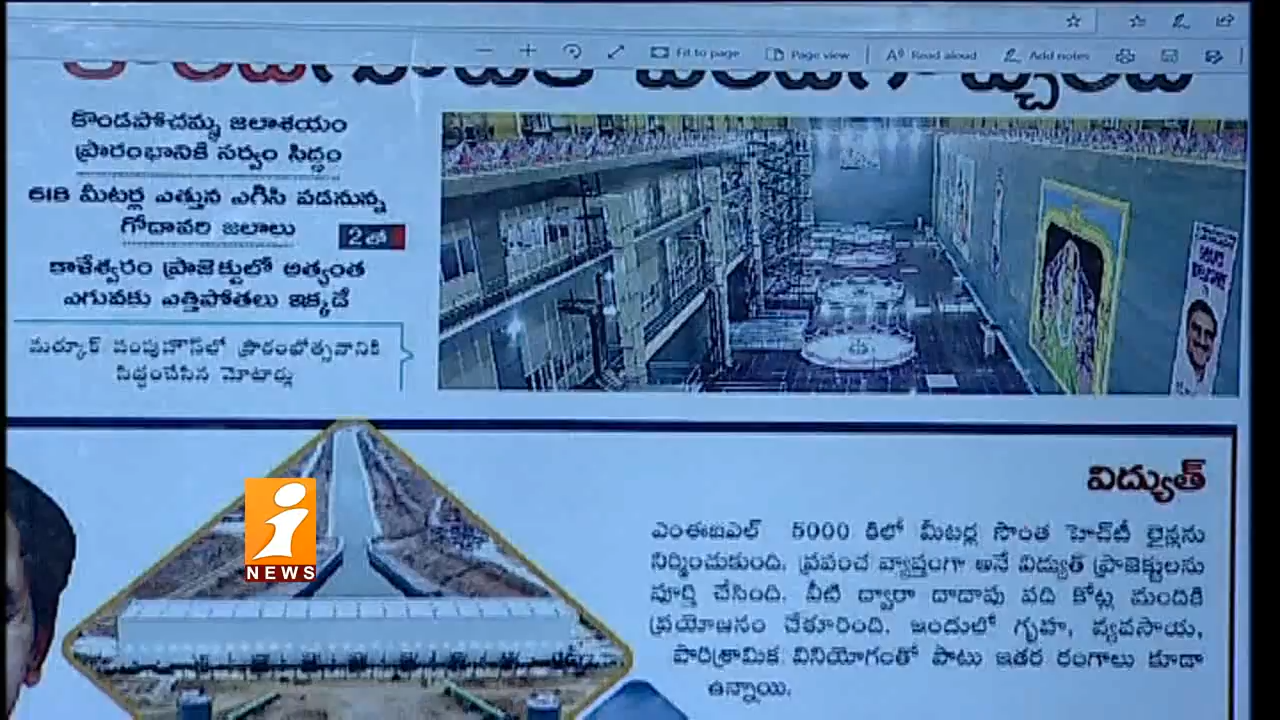 Fit to page
Page view
Read aloud
Add notes
కొండపోచమ్మ జలాశయం
ప్రారంభానికి సర్వం సిద్ధం
618 మీటర్ల ఎత్తున ఎగిసి పడనున్న
గోదావరి జలాలు
2లో
కాళేశ్వరం ప్రాజెక్టులో అత్యంత
ఎగువకు ఎత్తిపోతలు ఇక్కడే
మర్కూక్ పంపుహౌస్‌లో ప్రారంభోత్సవానికి
సిద్ధంచేసిన మోటార్లు
i
NEWS
విద్యుత్
ఎంఈఐఎల్ 5000 కిలో మీటర్ల సొంత హెచ్‌టీ లైన్లను
నిర్మించుకుంది. ప్రపంచ వ్యాప్తంగా అనే విద్యుత్ ప్రాజెక్టులను
పూర్తి చేసింది. వీటి ద్వారా దాదాపు పది కోట్ల మందికి
ప్రయోజనం చేకూరింది. ఇందులో గృహ, వ్యవసాయ,
పారిశ్రామిక వినియోగంతో పాటు ఇతర రంగాలు కూడా
ఉన్నాయి.